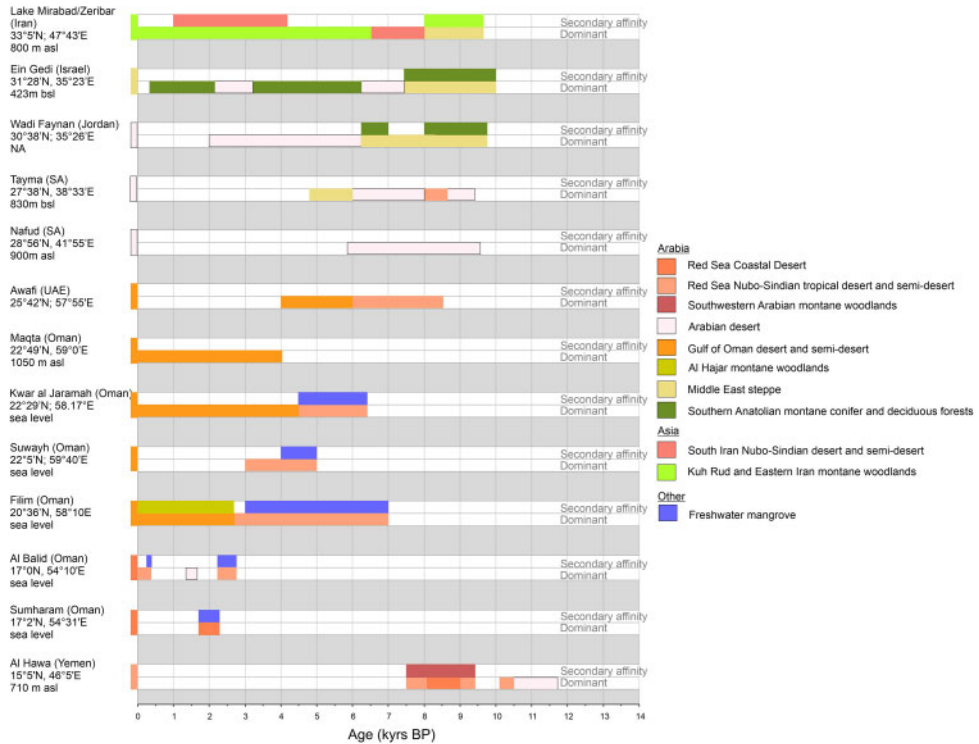 Lake Mirabad/Zeribar
(Iran)
33°5'N; 47°43'E
800 m asl
Secondary affinity
Dominant
Ein Gedi (Israel)
31°28'N, 35°23'E
423m bsl
Secondary affinity
Dominant
Wadi Faynan (Jordan)
30°38'N; 35°26'E
NA
Secondary affinity
Dominant
Tayma (SA)
27°38'N, 38°33'E
830m bsl
Secondary affinity
Dominant
Nafud (SA)
28°56'N, 41°55'E
900m asl
Secondary affinity
Dominant
Awafi (UAE)
25°42'N; 57°55'E
Secondary affinity
Dominant
Maqta (Oman)
22°49'N, 59°0'E
1050 m asl
Secondary affinity
Dominant
Kwar al Jaramah (Oman)
22°29'N; 58.17°E
sea level
Secondary affinity
Dominant
Suwayh (Oman)
22°5'N; 59°40'E
sea level
Secondary affinity
Dominant
Filim (Oman)
20°36'N, 58°10E
sea level
Secondary affinity
Dominant
Al Balid (Oman)
17°0N, 54°10'E
sea level
Secondary affinity
Dominant
Sumharam (Oman)
17°2'N, 54°31'E
sea level
Secondary affinity
Dominant
Al Hawa (Yemen)
15°5'N, 46°5'E
710 m asl
Secondary affinity
Dominant
0 1 2 3 4 5 6 7 8 9 10 11 12 13 14
Age (kyrs BP)
Arabia
Red Sea Coastal Desert
Red Sea Nubo-Sindian tropical desert and semi-desert
Southwestern Arabian montane woodlands
Arabian desert
Gulf of Oman desert and semi-desert
Al Hajar montane woodlands
Middle East steppe
Southern Anatolian montane conifer and deciduous forests
Asia
South Iran Nubo-Sindian desert and semi-desert
Kuh Rud and Eastern Iran montane woodlands
Other
Freshwater mangrove